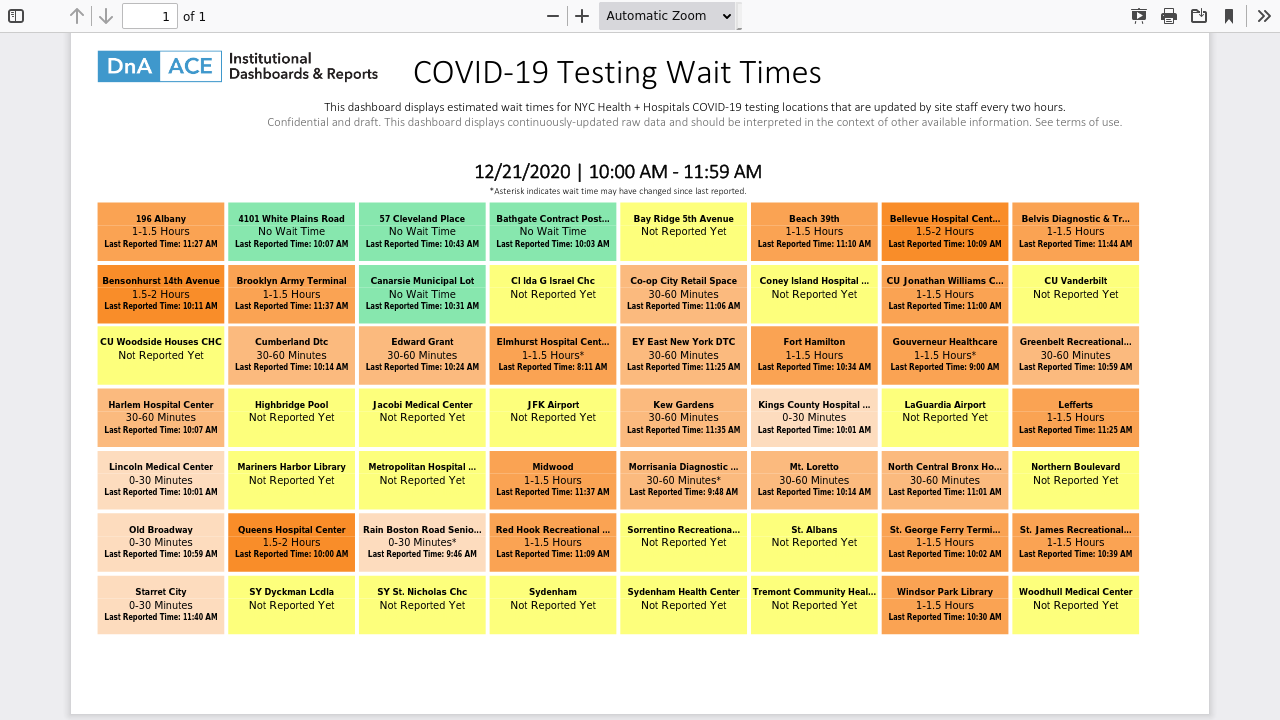 1 of 1
Automatic Zoom
DnA ACE
Institutional
Dashboards & Reports
COVID-19 Testing Wait Times
This dashboard displays estimated wait times for NYC Health + Hospitals COVID-19 testing locations that are updated by site staff every two hours.
Confidential and draft. This dashboard displays continuously-updated raw data and should be interpreted in the context of other available information. See terms of use.
12/21/2020 | 10:00 AM - 11:59 AM
*Asterisk indicates wait time may have changed since last reported.
196 Albany
1-1.5 Hours
Last Reported Time: 11:27 AM
4101 White Plains Road
No Wait Time
Last Reported Time: 10:07 AM
57 Cleveland Place
No Wait Time
Last Reported Time: 10:43 AM
Bathgate Contract Post...
No Wait Time
Last Reported Time: 10:03 AM
Bay Ridge 5th Avenue
Not Reported Yet
Beach 39th
1-1.5 Hours
Last Reported Time: 11:10 AM
Bellevue Hospital Cent...
1.5-2 Hours
Last Reported Time: 10:09 AM
Belvis Diagnostic & Tr...
1-1.5 Hours
Last Reported Time: 11:44 AM
Bensonhurst 14th Avenue
1.5-2 Hours
Last Reported Time: 10:11 AM
Brooklyn Army Terminal
1-1.5 Hours
Last Reported Time: 11:37 AM
Canarsie Municipal Lot
No Wait Time
Last Reported Time: 10:31 AM
Cl Ida G Israel Chc
Not Reported Yet
Co-op City Retail Space
30-60 Minutes
Last Reported Time: 11:06 AM
Coney Island Hospital ...
Not Reported Yet
CU Jonathan Williams C...
1-1.5 Hours
Last Reported Time: 11:00 AM
CU Vanderbilt
Not Reported Yet
CU Woodside Houses CHC
Not Reported Yet
Cumberland Dtc
30-60 Minutes
Last Reported Time: 10:14 AM
Edward Grant
30-60 Minutes
Last Reported Time: 10:24 AM
Elmhurst Hospital Cent...
1-1.5 Hours*
Last Reported Time: 8:11 AM
EY East New York DTC
30-60 Minutes
Last Reported Time: 11:25 AM
Fort Hamilton
1-1.5 Hours
Last Reported Time: 10:34 AM
Gouverneur Healthcare
1-1.5 Hours*
Last Reported Time: 9:00 AM
Greenbelt Recreational...
30-60 Minutes
Last Reported Time: 10:59 AM
Harlem Hospital Center
30-60 Minutes
Last Reported Time: 10:07 AM
Highbridge Pool
Not Reported Yet
Jacobi Medical Center
Not Reported Yet
JFK Airport
Not Reported Yet
Kew Gardens
30-60 Minutes
Last Reported Time: 11:35 AM
Kings County Hospital ...
0-30 Minutes
Last Reported Time: 10:01 AM
LaGuardia Airport
Not Reported Yet
Lefferts
1-1.5 Hours
Last Reported Time: 11:25 AM
Lincoln Medical Center
0-30 Minutes
Last Reported Time: 10:01 AM
Mariners Harbor Library
Not Reported Yet
Metropolitan Hospital ...
Not Reported Yet
Midwood
1-1.5 Hours
Last Reported Time: 11:37 AM
Morrisania Diagnostic ...
30-60 Minutes*
Last Reported Time: 9:48 AM
Mt. Loretto
30-60 Minutes
Last Reported Time: 10:14 AM
North Central Bronx Ho...
30-60 Minutes
Last Reported Time: 11:01 AM
Northern Boulevard
Not Reported Yet
Old Broadway
0-30 Minutes
Last Reported Time: 10:59 AM
Queens Hospital Center
1.5-2 Hours
Last Reported Time: 10:00 AM
Rain Boston Road Senio...
0-30 Minutes*
Last Reported Time: 9:46 AM
Red Hook Recreational ...
1-1.5 Hours
Last Reported Time: 11:09 AM
Sorrentino Recreationa...
Not Reported Yet
St. Albans
Not Reported Yet
St. George Ferry Termi...
1-1.5 Hours
Last Reported Time: 10:02 AM
St. James Recreational...
1-1.5 Hours
Last Reported Time: 10:39 AM
Starret City
0-30 Minutes
Last Reported Time: 11:40 AM
SY Dyckman Lcdla
Not Reported Yet
SY St. Nicholas Chc
Not Reported Yet
Sydenham
Not Reported Yet
Sydenham Health Center
Not Reported Yet
Tremont Community Heal...
Not Reported Yet
Windsor Park Library
1-1.5 Hours
Last Reported Time: 10:30 AM
Woodhull Medical Center
Not Reported Yet